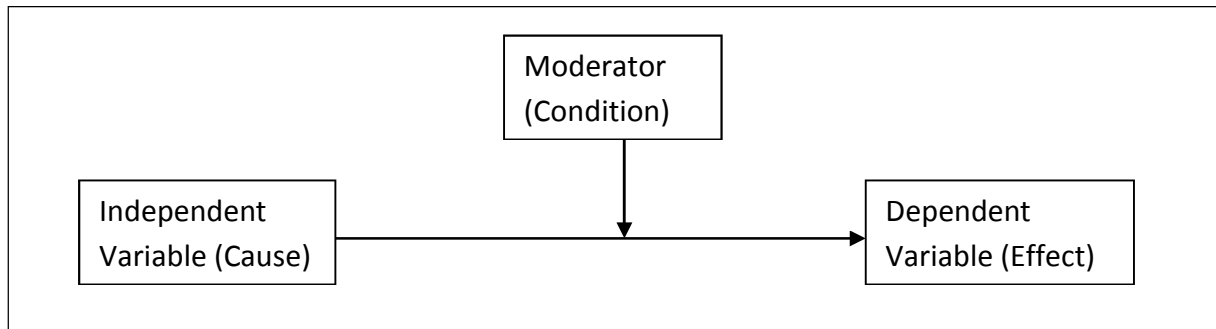 Moderator
(Condition)
Independent
Variable (Cause)
Dependent
Variable (Effect)